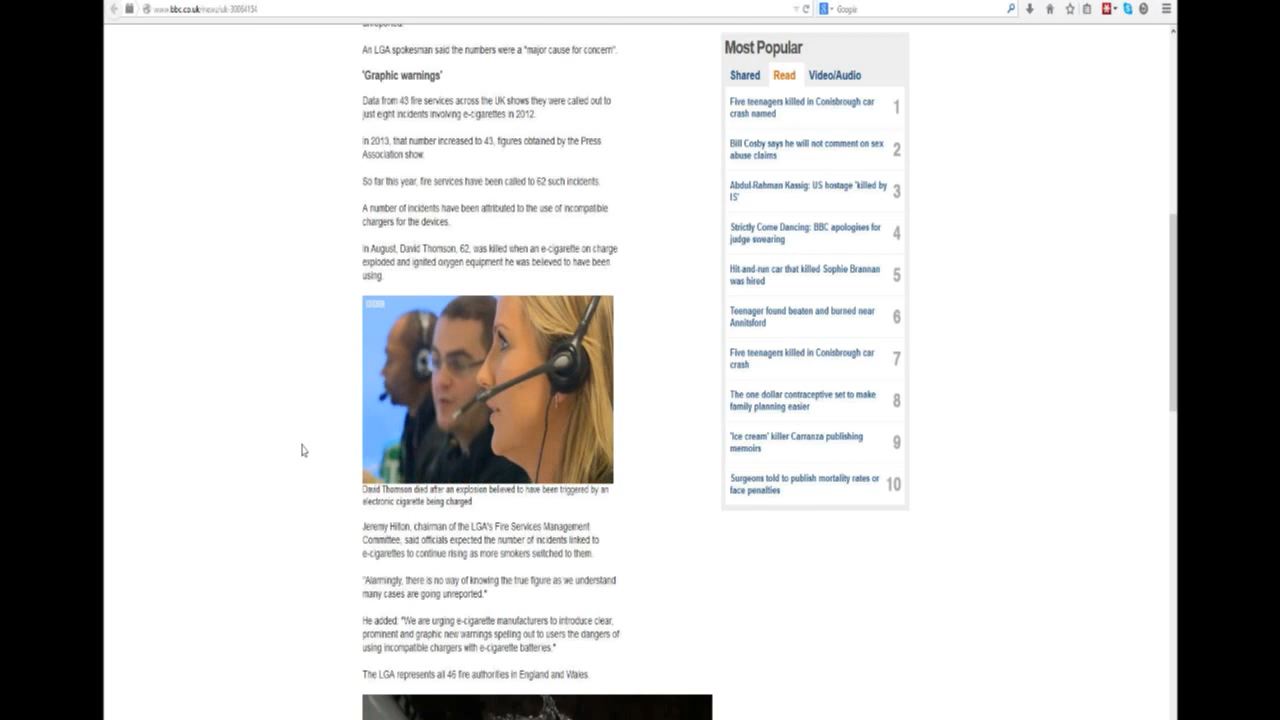 www.bbc.co.uk/news/uk-30064154
Google
unreported.
An LGA spokesman said the numbers were a "major cause for concern".
'Graphic warnings'
Data from 43 fire services across the UK shows they were called out to
just eight incidents involving e-cigarettes in 2012.
In 2013, that number increased to 43, figures obtained by the Press
Association show.
So far this year, fire services have been called to 62 such incidents.
A number of incidents have been attributed to the use of incompatible
chargers for the devices.
In August, David Thomson, 62, was killed when an e-cigarette on charge
exploded and ignited oxygen equipment he was believed to have been
using.
BBC
David Thomson died after an explosion believed to have been triggered by an
electronic cigarette being charged
Jeremy Hilton, chairman of the LGA's Fire Services Management
Committee, said officials expected the number of incidents linked to
e-cigarettes to continue rising as more smokers switched to them.
"Alarmingly, there is no way of knowing the true figure as we understand
many cases are going unreported."
He added: "We are urging e-cigarette manufacturers to introduce clear,
prominent and graphic new warnings spelling out to users the dangers of
using incompatible chargers with e-cigarette batteries."
The LGA represents all 46 fire authorities in England and Wales.
Most Popular
Shared Read Video/Audio
Five teenagers killed in Conisbrough car
crash named
1
Bill Cosby says he will not comment on sex
abuse claims
2
Abdul-Rahman Kassig: US hostage 'killed by
IS'
3
Strictly Come Dancing: BBC apologises for
judge swearing
4
Hit-and-run car that killed Sophie Brannan
was hired
5
Teenager found beaten and burned near
Annitsford
6
Five teenagers killed in Conisbrough car
crash
7
The one dollar contraceptive set to make
family planning easier
8
'Ice cream' killer Carranza publishing
memoirs
9
Surgeons told to publish mortality rates or
face penalties
10